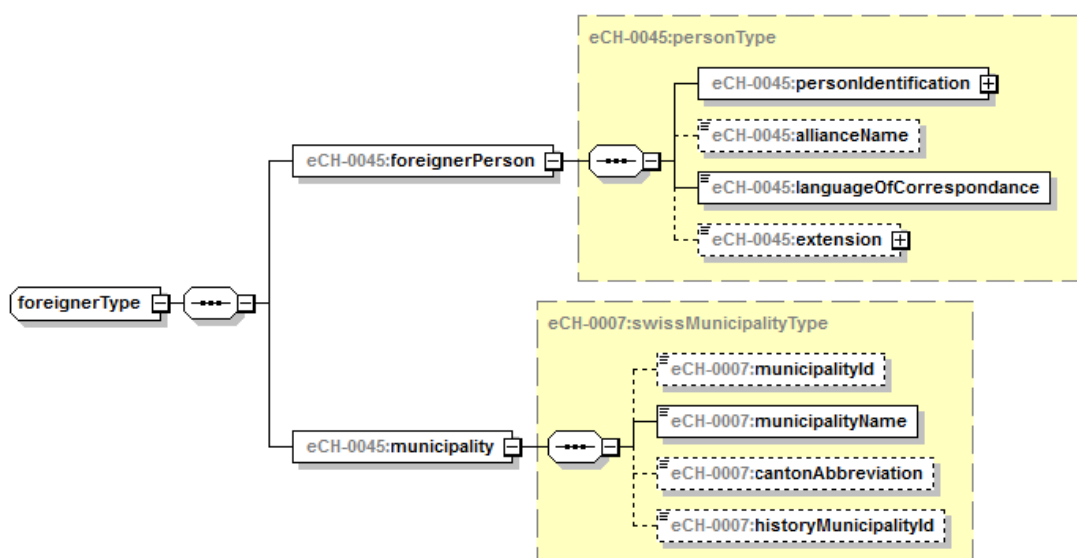 eCH-0045:personType
eCH-0045:personIdentification
eCH-0045:allianceName
eCH-0045:foreignerPerson
eCH-0045:languageOfCorrespondance
eCH-0045:extension
foreignerType
eCH-0007:swissMunicipalityType
eCH-0007:municipalityId
eCH-0007:municipalityName
eCH-0045:municipality
eCH-0007:cantonAbbreviation
eCH-0007:historyMunicipalityId